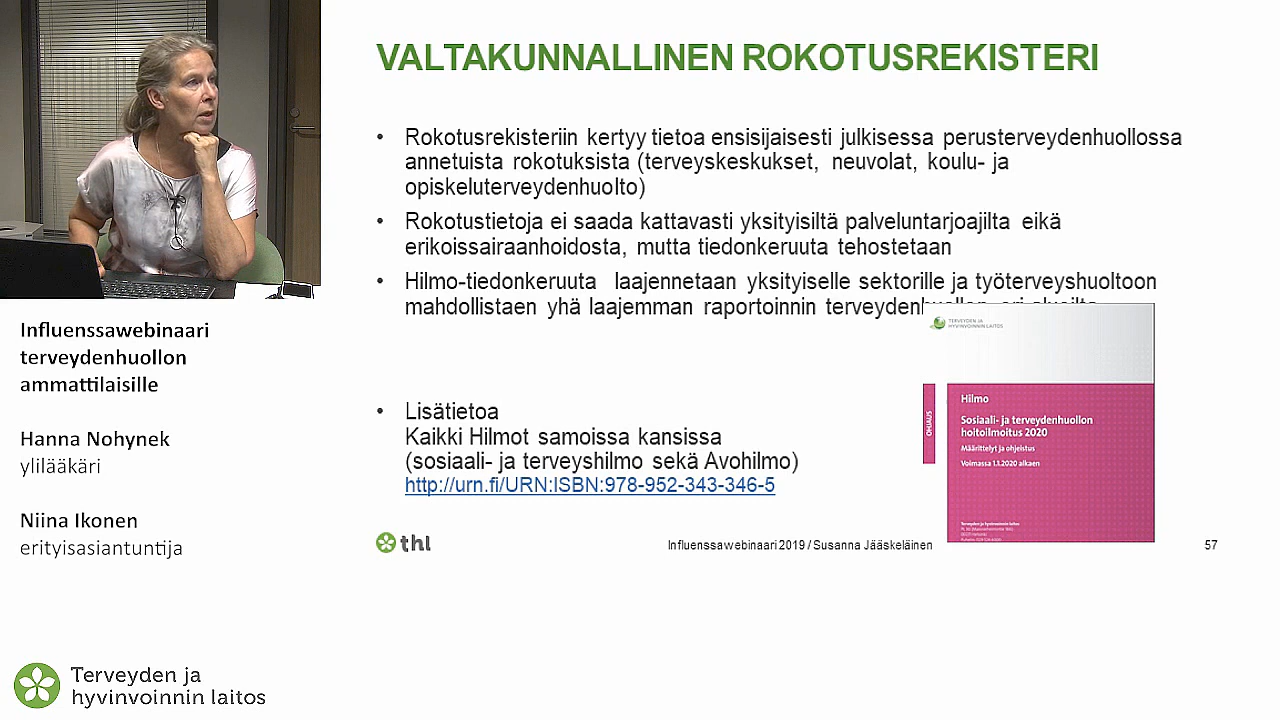 VALTAKUNNALLINEN ROKOTUSREKISTERI
• Rokotusrekisteriin kertyy tietoa ensisijaisesti julkisessa perusterveydenhuollossa
annetuista rokotuksista (terveyskeskukset, neuvolat, koulu- ja
opiskeluterveydenhuolto)
• Rokotustietoja ei saada kattavasti yksityisiltä palveluntarjoajilta eikä
erikoissairaanhoidosta, mutta tiedonkeruuta tehostetaan
• Hilmo-tiedonkeruuta laajennetaan yksityiselle sektorille ja työterveyshuoltoon
mahdollistaen yhä laajemman raportoinnin
• Lisätietoa
Kaikki Hilmot samoissa kansissa
(sosiaali- ja terveyshilmo sekä Avohilmo)
http://urn.fi/URN:ISBN:978-952-343-346-5
TERVEYDEN JA
HYVINVOINNIN LAITOS
OHJAUS
Hilmo
Sosiaali- ja terveydenhuollon
hoitoilmoitus 2020
Määrittelyt ja ohjeistus
Voimassa 1.1.2020 alkaen
Terveyden ja hyvinvoinnin laitos
thl
Influenssawebinaari 2019 / Susanna Jääskeläinen
57
Influenssawebinaari
terveydenhuollon
ammattilaisille
Hanna Nohynek
ylilääkäri
Niina Ikonen
erityisasiantuntija
Terveyden ja
hyvinvoinnin laitos